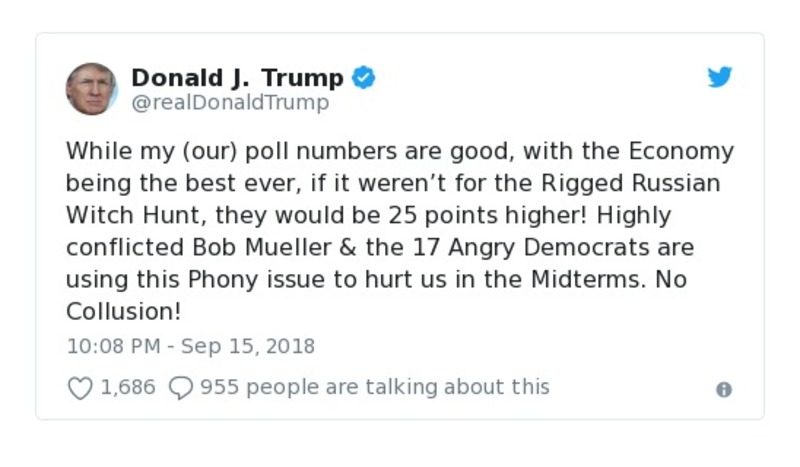 Donald J. Trump
@realDonaldTrump
While my (our) poll numbers are good, with the Economy
being the best ever, if it weren’t for the Rigged Russian
Witch Hunt, they would be 25 points higher! Highly
conflicted Bob Mueller & the 17 Angry Democrats are
using this Phony issue to hurt us in the Midterms. No
Collusion!
10:08 PM - Sep 15, 2018
1,686 955 people are talking about this